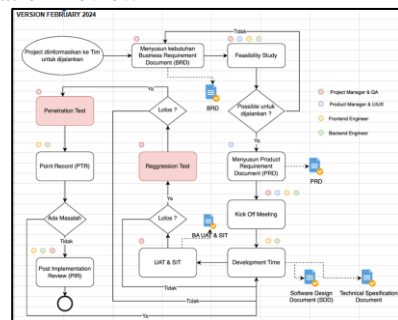 VERSION FEBRUARY 2024
Project diinformasikan ke Tim
untuk dijalankan
Menyusun kebutuhan
Business Requirement
Document (BRD)
Tidak
Feasibility Study
BRD
Possible untuk
dijalankan ?
Project Manager & QA
Product Manager & UIUX
Frontend Engineer
Backend Engineer
Ya
Penetration Test
Lolos ?
Ya
Point Record (PTR)
Reggression Test
Menyusun Product
Requirement
Document (PRD)
PRD
Ya
Kick Off Meeting
Ada Masalah
Lolos ?
BA UAT & SIT
Tidak
Post Implementation
Review (PIR)
UAT & SIT
Development Time
Tidak
Tidak
Ya
Software Design
Document (SDD)
Technical Spesification
Document